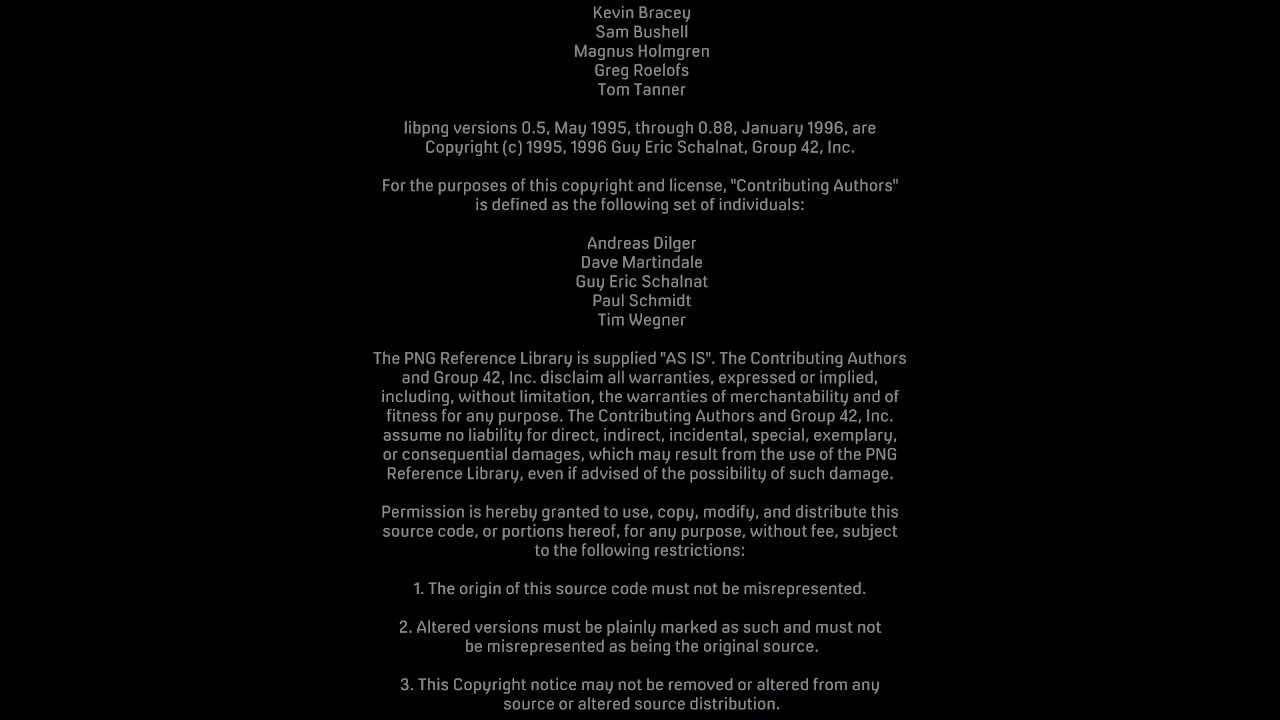 Kevin Bracey
Sam Bushell
Magnus Holmgren
Greg Roelofs
Tom Tanner
libpng versions 0.5, May 1995, through 0.88, January 1996, are
Copyright (c) 1995, 1996 Guy Eric Schalnat, Group 42, Inc.
For the purposes of this copyright and license, "Contributing Authors"
is defined as the following set of individuals:
Andreas Dilger
Dave Martindale
Guy Eric Schalnat
Paul Schmidt
Tim Wegner
The PNG Reference Library is supplied "AS IS". The Contributing Authors
and Group 42, Inc. disclaim all warranties, expressed or implied,
including, without limitation, the warranties of merchantability and of
fitness for any purpose. The Contributing Authors and Group 42, Inc.
assume no liability for direct, indirect, incidental, special, exemplary,
or consequential damages, which may result from the use of the PNG
Reference Library, even if advised of the possibility of such damage.
Permission is hereby granted to use, copy, modify, and distribute this
source code, or portions hereof, for any purpose, without fee, subject
to the following restrictions:
1. The origin of this source code must not be misrepresented.
2. Altered versions must be plainly marked as such and must not
be misrepresented as being the original source.
3. This Copyright notice may not be removed or altered from any
source or altered source distribution.